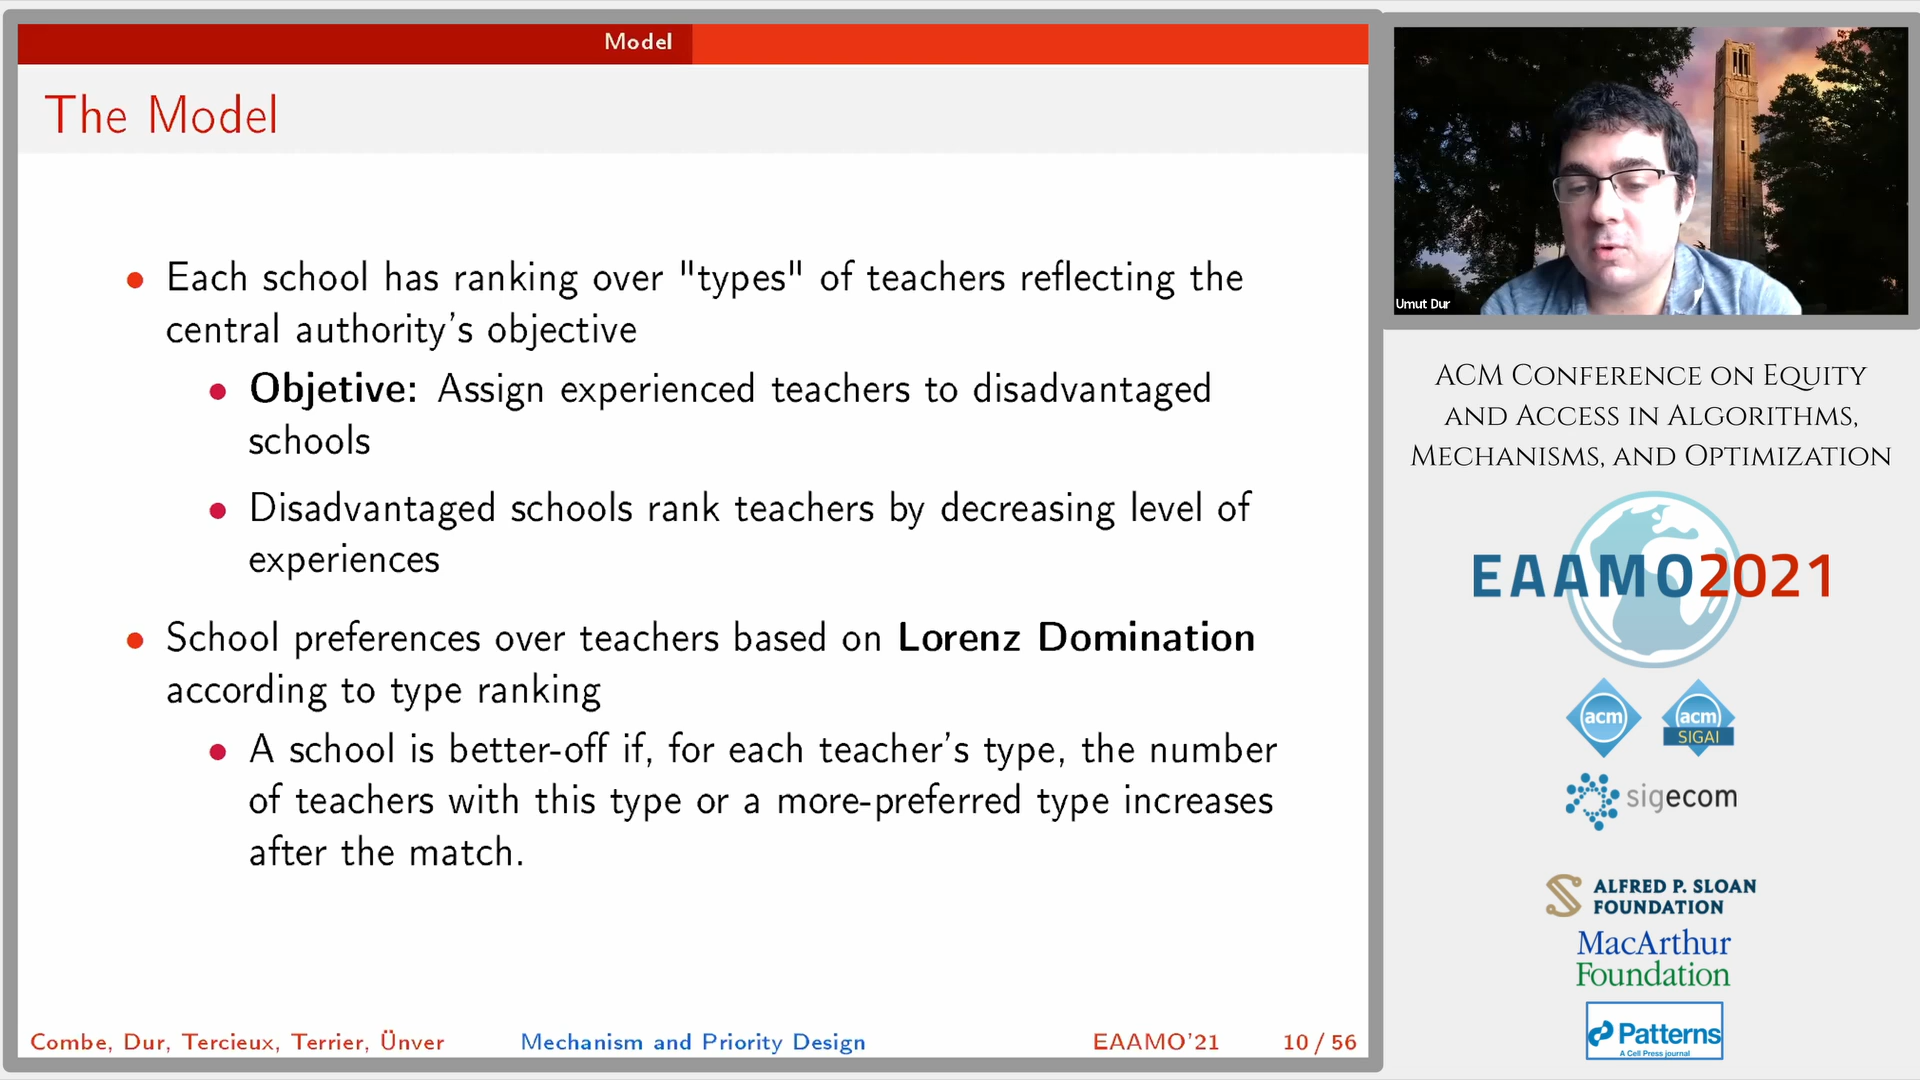 Model
The Model
Each school has ranking over "types" of teachers reflecting the
central authority's objective
Objetive: Assign experienced teachers to disadvantaged
schools
Disadvantaged schools rank teachers by decreasing level of
experiences
School preferences over teachers based on Lorenz Domination
according to type ranking
A school is better-off if, for each teacher's type, the number
of teachers with this type or a more-preferred type increases
after the match.
Combe, Dur, Tercieux, Terrier, Ünver
Mechanism and Priority Design
EAAMO'21
10 / 56
Umut Dur
ACM Conference on Equity
and Access in Algorithms,
Mechanisms, and Optimization
EAAMO2021
acm
acm
SIGAI
sigecom
ALFRED P. SLOAN
FOUNDATION
MacArthur
Foundation
Patterns
A Cell Press journal